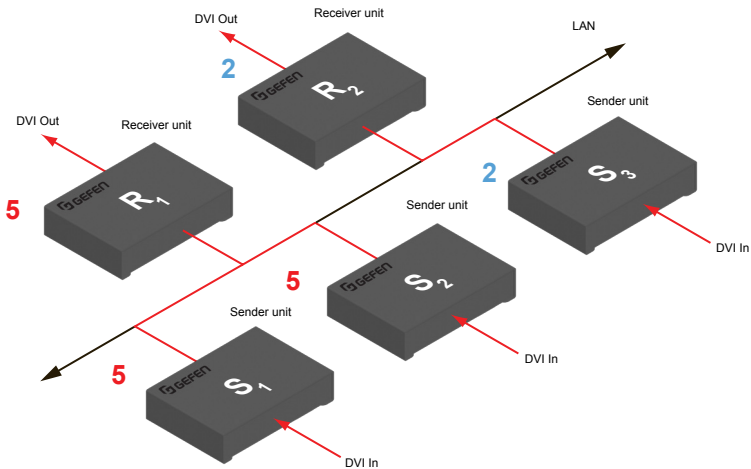 Receiver unit
DVI Out
LAN
2
GEFEN
R2
Sender unit
DVI Out
Receiver unit
2
GEFEN
S3
5
GEFEN
R1
Sender unit
DVI In
5
GEFEN
S2
Sender unit
DVI In
5
GEFEN
S1
DVI In